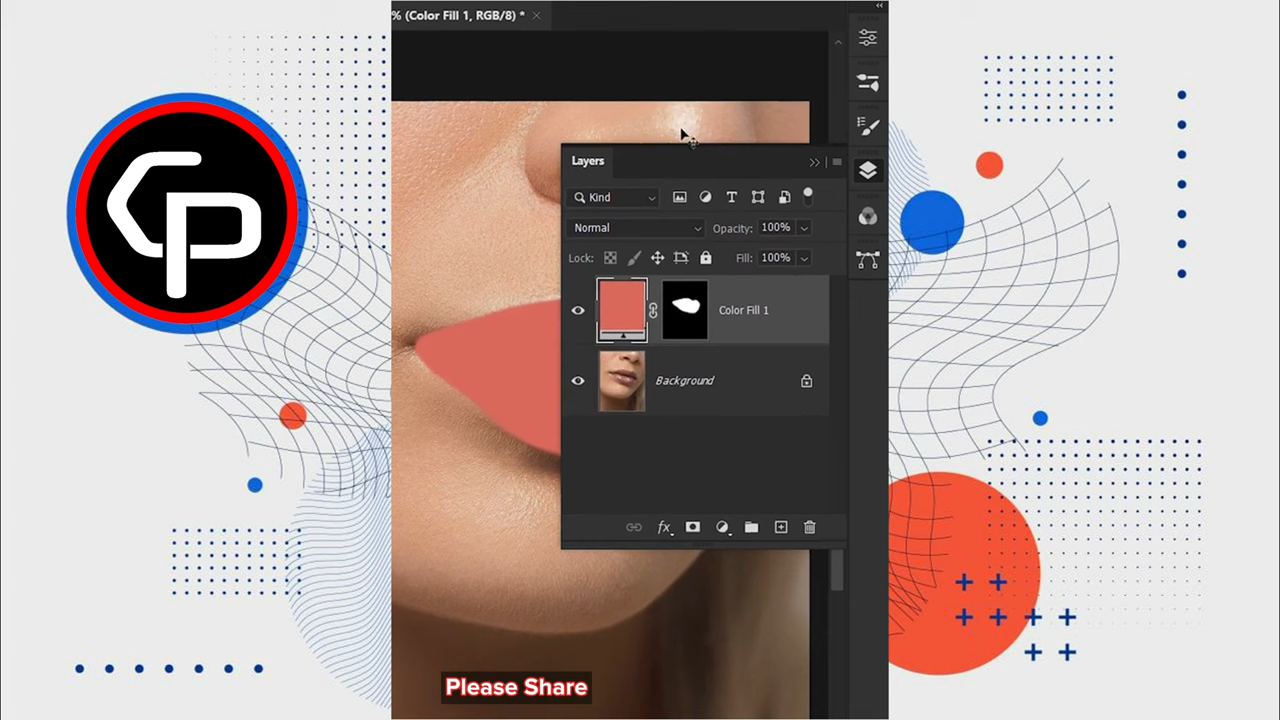 % (Color Fill 1, RGB/8) *
CP
Layers
Kind
Normal
Opacity: 100%
Lock:
Fill: 100%
Color Fill 1
Background
fx
Please Share